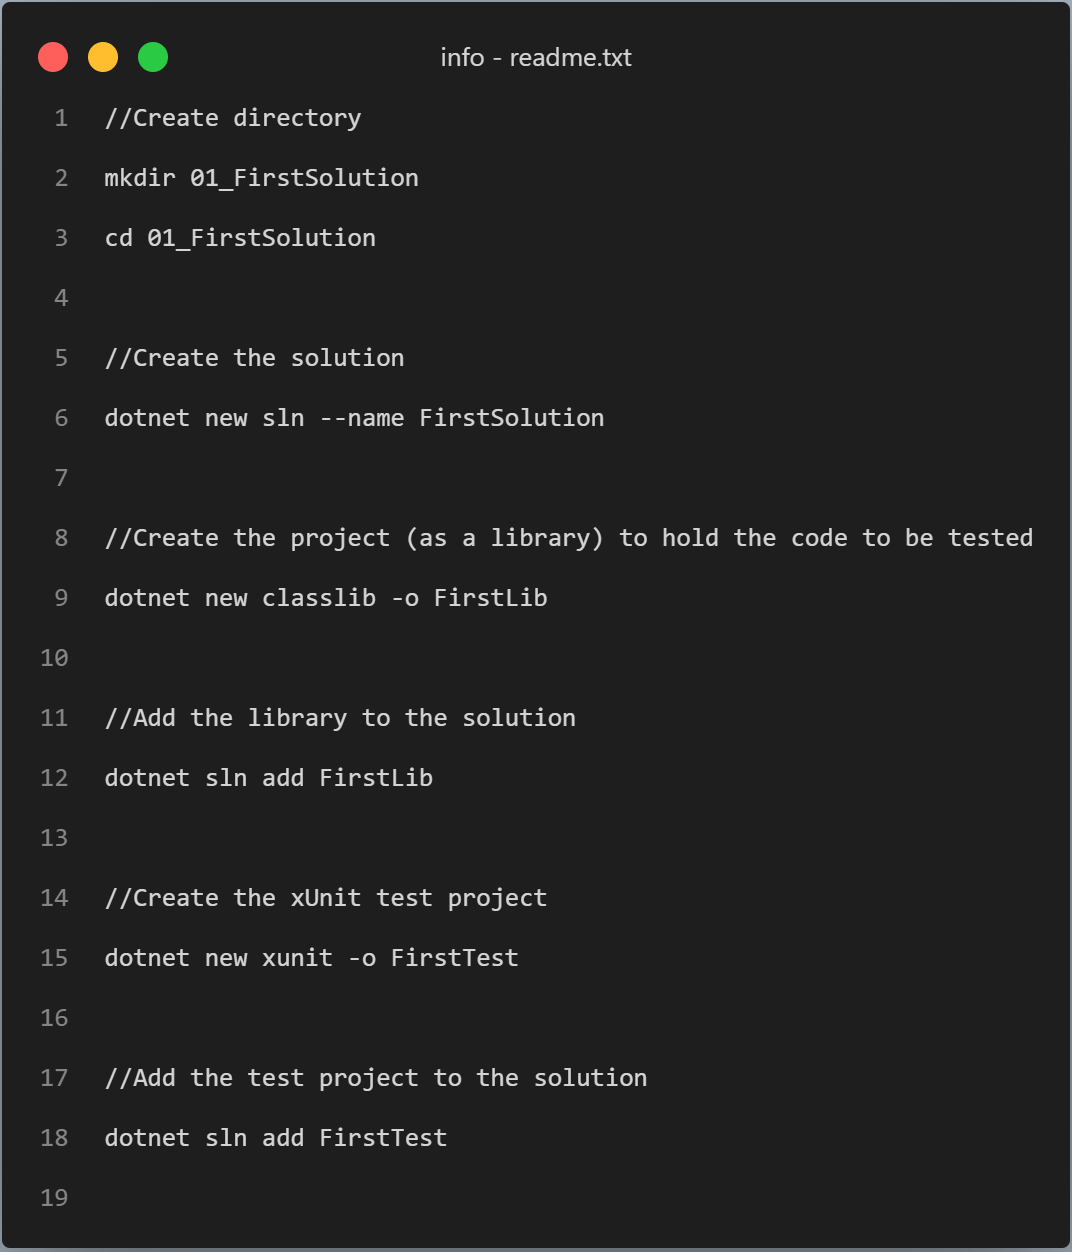 info - readme.txt
1 //Create directory
2 mkdir 01_FirstSolution
3 cd 01_FirstSolution
4
5 //Create the solution
6 dotnet new sln --name FirstSolution
7
8 //Create the project (as a library) to hold the code to be tested
9 dotnet new classlib -o FirstLib
10
11 //Add the library to the solution
12 dotnet sln add FirstLib
13
14 //Create the xUnit test project
15 dotnet new xunit -o FirstTest
16
17 //Add the test project to the solution
18 dotnet sln add FirstTest
19